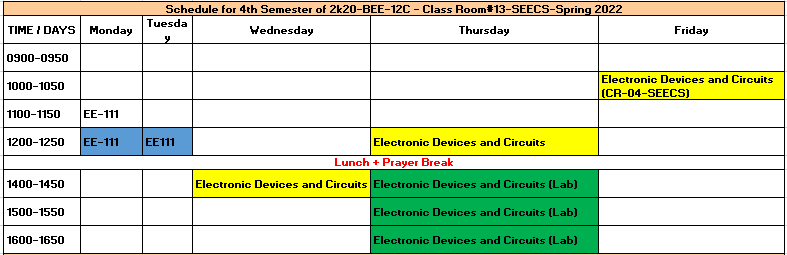 Schedule for 4th Semester of 2k20-BEE-12C - Class Room#13-SEECS-Spring 2022
TIME / DAYS Monday Tuesda
y Wednesday Thursday Friday
0900-0950
1000-1050 Electronic Devices and Circuits
(CR-04-SEECS)
1100-1150 EE-111
1200-1250 EE-111 EE111 Electronic Devices and Circuits
Lunch + Prayer Break
1400-1450 Electronic Devices and Circuits Electronic Devices and Circuits (Lab)
1500-1550 Electronic Devices and Circuits (Lab)
1600-1650 Electronic Devices and Circuits (Lab)